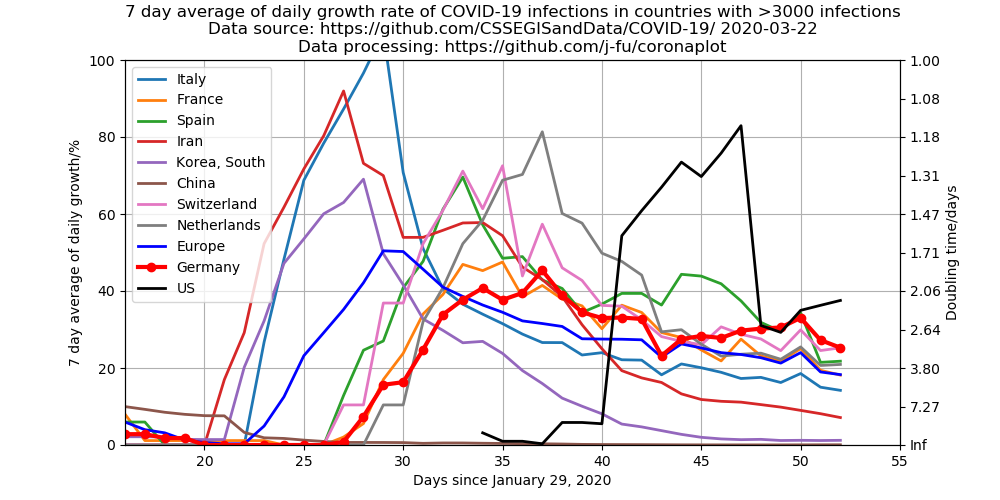 7 day average of daily growth rate of COVID-19 infections in countries with >3000 infections
Data source: https://github.com/CSSEGISandData/COVID-19/ 2020-03-22
Data processing: https://github.com/j-fu/coronaplot
Italy
France
Spain
Iran
Korea, South
China
Switzerland
Netherlands
Europe
Germany
US
7 day average of daily growth/%
100
80
60
40
20
0
1.00
1.08
1.18
1.31
1.47
1.71
2.06
2.64
3.80
7.27
Inf
Doubling time/days
20 25 30 35 40 45 50 55
Days since January 29, 2020